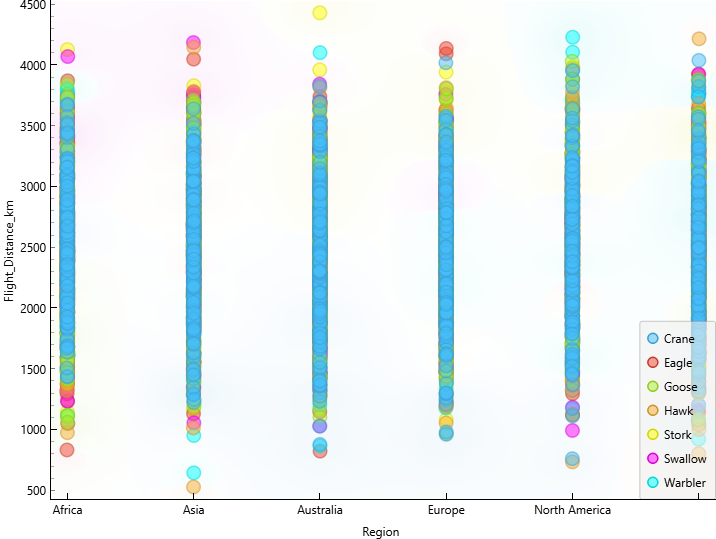 4500
4000
3500
3000
2500
2000
1500
1000
500
Flight_Distance_km
Africa
Asia
Australia
Europe
North America
Region
Crane
Eagle
Goose
Hawk
Stork
Swallow
Warbler